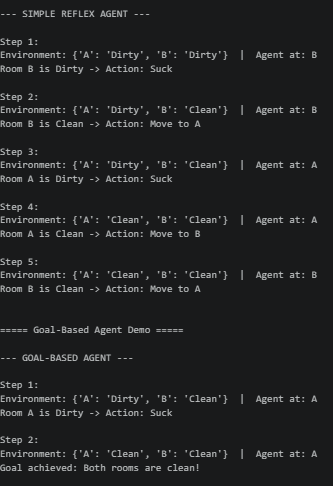 --- SIMPLE REFLEX AGENT ---
Step 1:
Environment: {'A': 'Dirty', 'B': 'Dirty'}  |  Agent at: B
Room B is Dirty -> Action: Suck
Step 2:
Environment: {'A': 'Dirty', 'B': 'Clean'}  |  Agent at: B
Room B is Clean -> Action: Move to A
Step 3:
Environment: {'A': 'Dirty', 'B': 'Clean'}  |  Agent at: A
Room A is Dirty -> Action: Suck
Step 4:
Environment: {'A': 'Clean', 'B': 'Clean'}  |  Agent at: A
Room A is Clean -> Action: Move to B
Step 5:
Environment: {'A': 'Clean', 'B': 'Clean'}  |  Agent at: B
Room B is Clean -> Action: Move to A
===== Goal-Based Agent Demo =====
--- GOAL-BASED AGENT ---
Step 1:
Environment: {'A': 'Dirty', 'B': 'Clean'}  |  Agent at: A
Room A is Dirty -> Action: Suck
Step 2:
Environment: {'A': 'Clean', 'B': 'Clean'}  |  Agent at: A
Goal achieved: Both rooms are clean!